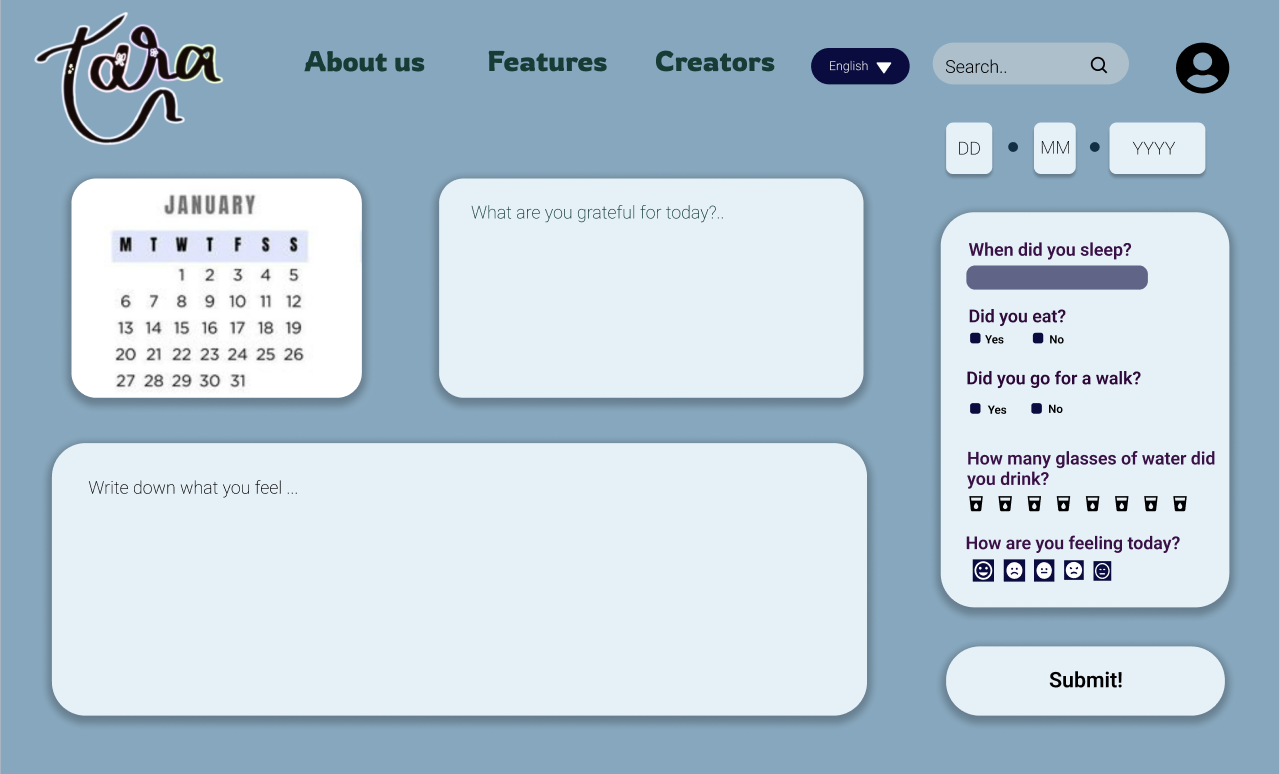 Tara
About us
Features
Creators
English
Search..
DD
MM
YYYY
JANUARY
M T W T F S S
1 2 3 4 5
6 7 8 9 10 11 12
13 14 15 16 17 18 19
20 21 22 23 24 25 26
27 28 29 30 31
What are you grateful for today?..
When did you sleep?
Did you eat?
Yes No
Did you go for a walk?
Yes No
How many glasses of water did
you drink?
How are you feeling today?
Write down what you feel ...
Submit!